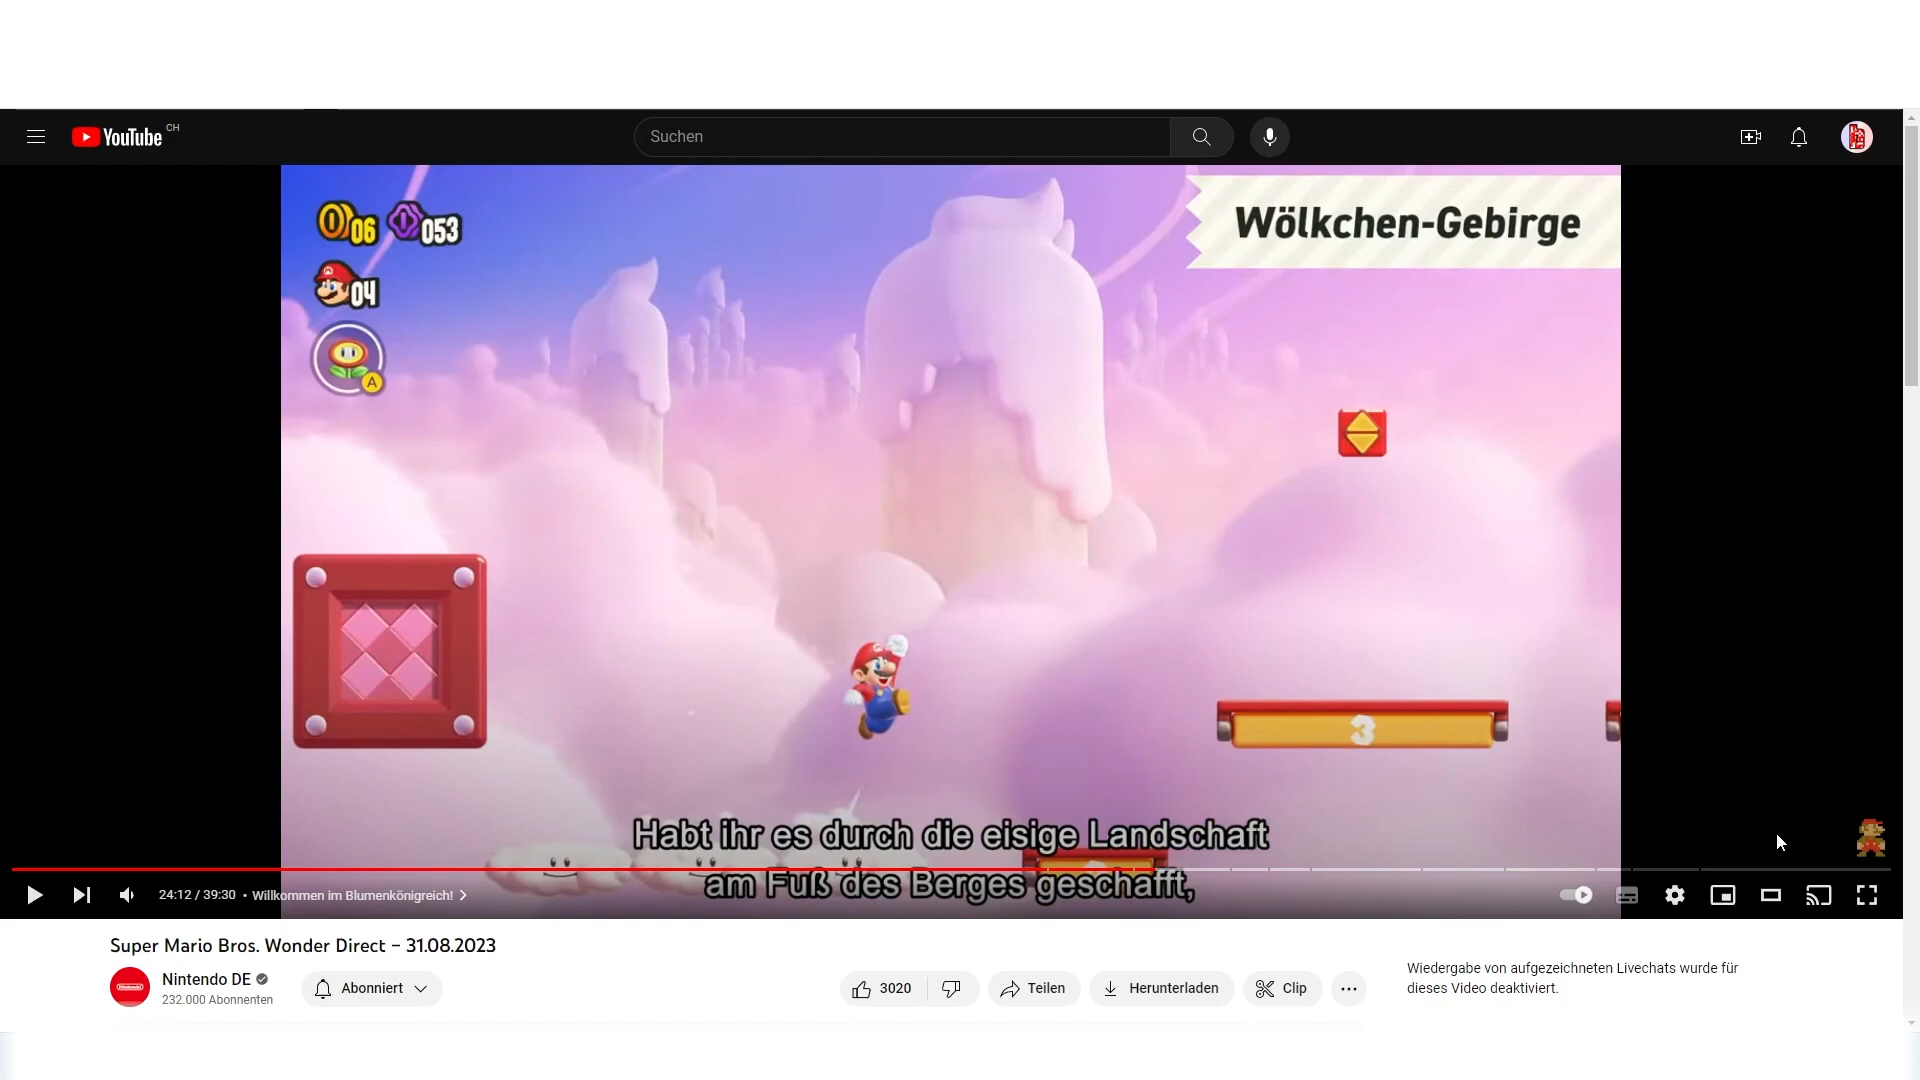 YouTube CH
Suchen
06 053
Wölkchen-Gebirge
04
A
3
Habt ihr es durch die eisige Landschaft
am Fuß des Berges geschafft,
24:12 / 39:30 • Willkommen im Blumenkönigreich!
Super Mario Bros. Wonder Direct – 31.08.2023
Nintendo DE
232.000 Abonnenten
Abonniert
3020
Teilen
Herunterladen
Clip
Wiedergabe von aufgezeichneten Livechats wurde für
dieses Video deaktiviert.